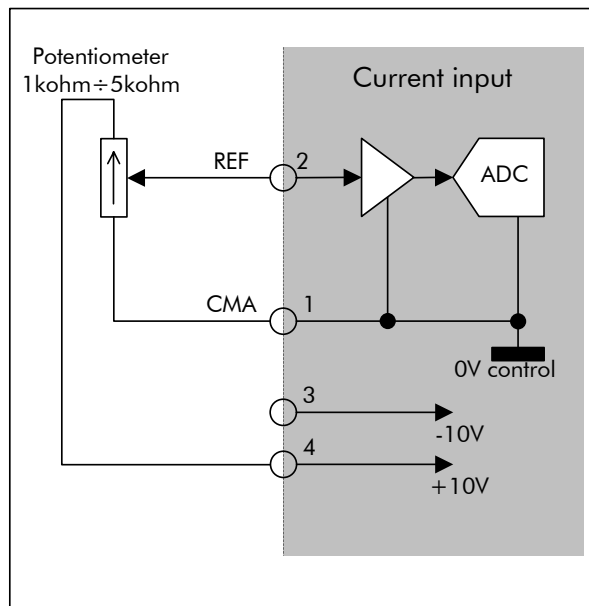 Potentiometer
1kohm÷5kohm
Current input
REF
2
ADC
CMA
1
0V control
3
-10V
4
+10V